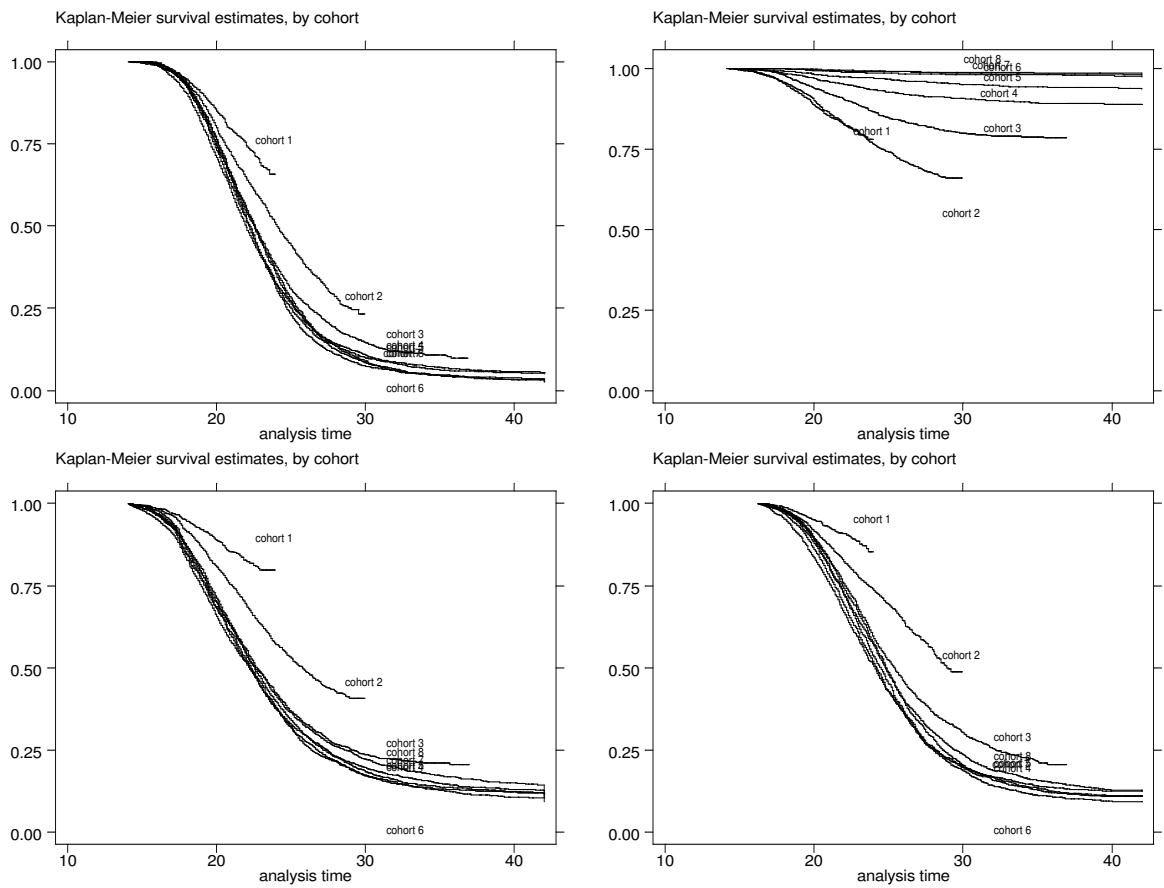 Kaplan-Meier survival estimates, by cohort
1.00
0.75
0.50
0.25
0.00
cohort 1
cohort 2
cohort 3
cohort 6
10 20 30 40
analysis time
Kaplan-Meier survival estimates, by cohort
1.00
0.75
0.50
0.25
0.00
cohort 8
cohort 6
cohort 5
cohort 4
cohort 3
cohort 1
cohort 2
10 20 30 40
analysis time
Kaplan-Meier survival estimates, by cohort
1.00
0.75
0.50
0.25
0.00
cohort 1
cohort 2
cohort 3
cohort 8
cohort 4
cohort 6
10 20 30 40
analysis time
Kaplan-Meier survival estimates, by cohort
1.00
0.75
0.50
0.25
0.00
cohort 1
cohort 2
cohort 3
cohort 8
cohort 4
cohort 6
10 20 30 40
analysis time